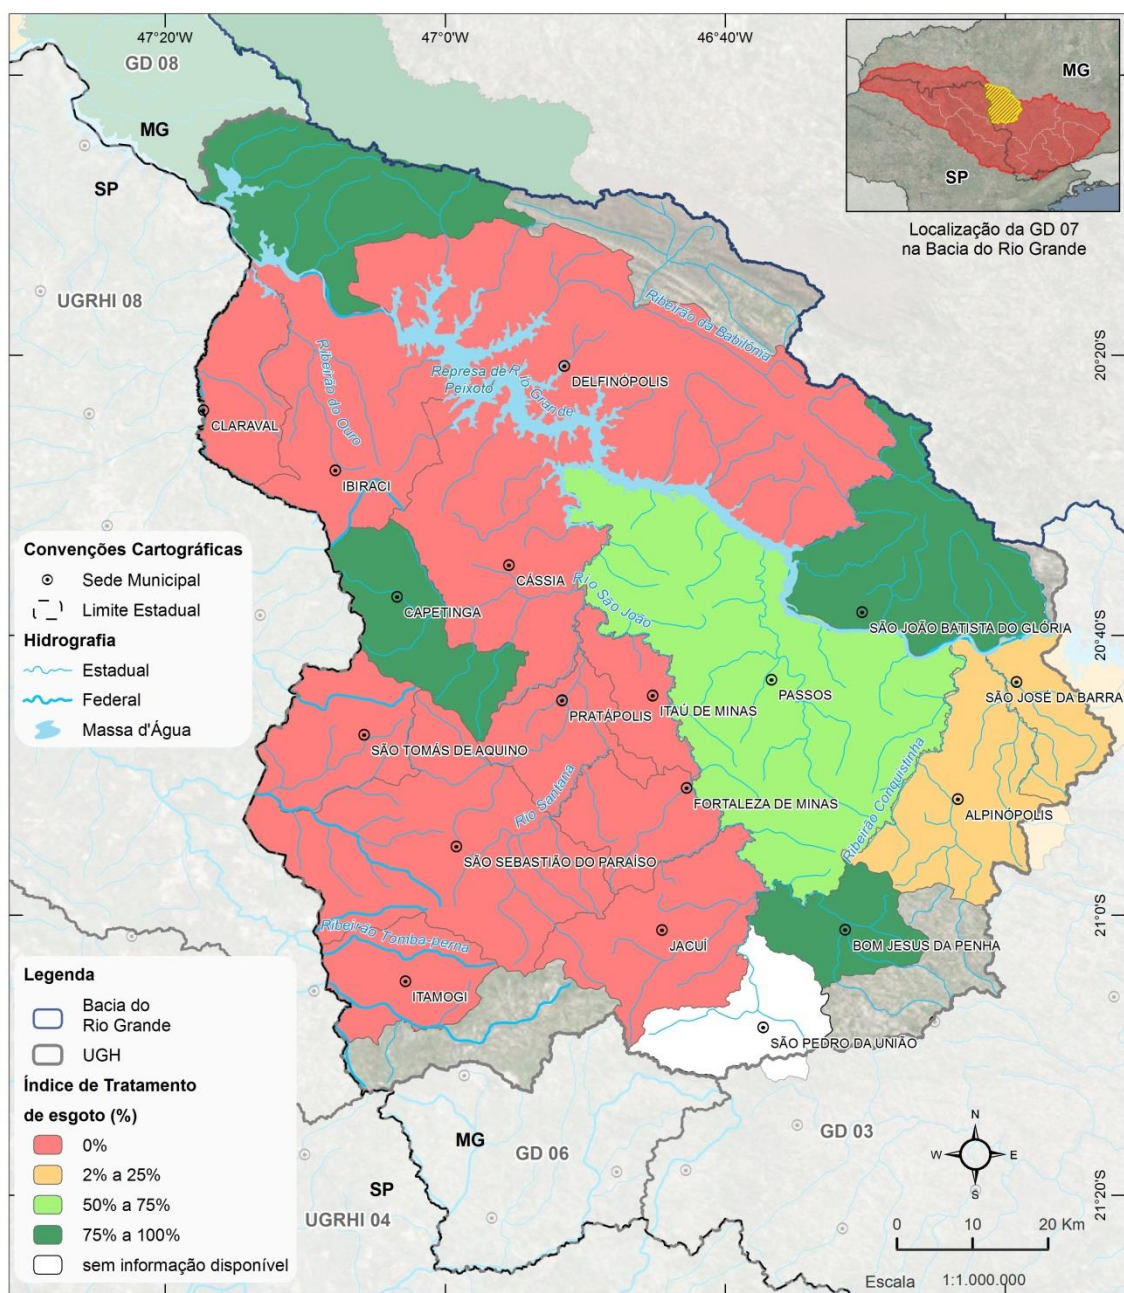 47°20'W
47°0'W
46°40'W
GD 08
MG
SP
UGRHI 08
MG
SP
Localização da GD 07
na Bacia do Rio Grande
20°20'S
20°40'S
21°0'S
21°20'S
Ribeirão da Babilônia
Represa de
Peixoto
Rio Grande
DELFINÓPOLIS
Ribeirão do Ouro
CLARAVAL
IBIRACI
CÁSSIA
CAPETINGA
Rio São João
SÃO JOÃO BATISTA DO GLÓRIA
SÃO JOSÉ DA BARRA
PASSOS
ITAÚ DE MINAS
PRATÁPOLIS
SÃO TOMÁS DE AQUINO
Rio Santana
FORTALEZA DE MINAS
ALPINÓPOLIS
Ribeirão Conquistinha
SÃO SEBASTIÃO DO PARAÍSO
Ribeirão Tomba-perna
JACUÍ
BOM JESUS DA PENHA
ITAMOGI
SÃO PEDRO DA UNIÃO
Convenções Cartográficas
Sede Municipal
Limite Estadual
Hidrografia
Estadual
Federal
Massa d'Água
Legenda
Bacia do
Rio Grande
UGH
Índice de Tratamento
de esgoto (%)
0%
2% a 25%
50% a 75%
75% a 100%
sem informação disponível
MG
SP
GD 06
UGRHI 04
GD 03
N
W
E
S
0
10
20 Km
Escala
1:1.000.000